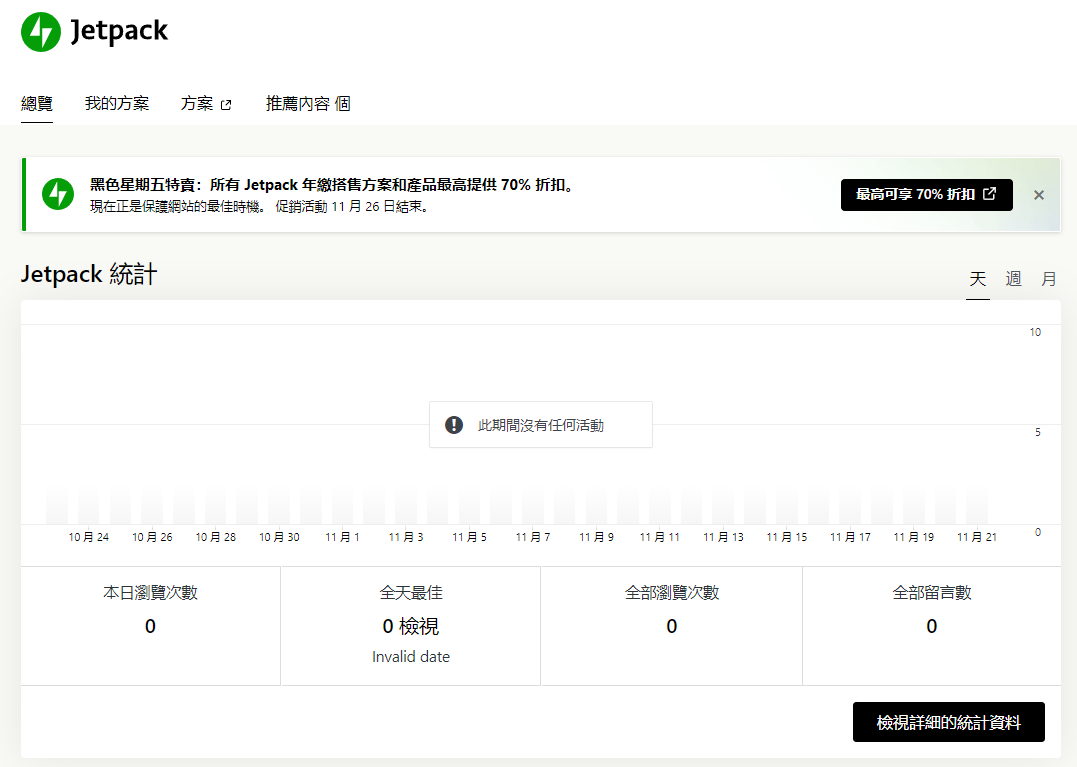 Jetpack
總覽 我的方案 方案 推薦內容 個
黑色星期五特賣：所有 Jetpack 年繳搭售方案和產品最高提供 70% 折扣。
現在正是保護網站的最佳時機。 促銷活動 11 月 26 日結束。
最高可享 70% 折扣
Jetpack 統計
天 週 月
10
此期間沒有任何活動
5
0
10 月 24 10 月 26 10 月 28 10 月 30 11 月 1 11 月 3 11 月 5 11 月 7 11 月 9 11 月 11 11 月 13 11 月 15 11 月 17 11 月 19 11 月 21
本日瀏覽次數 全天最佳 全部瀏覽次數 全部留言數
0 0 檢視 0 0
Invalid date
檢視詳細的統計資料